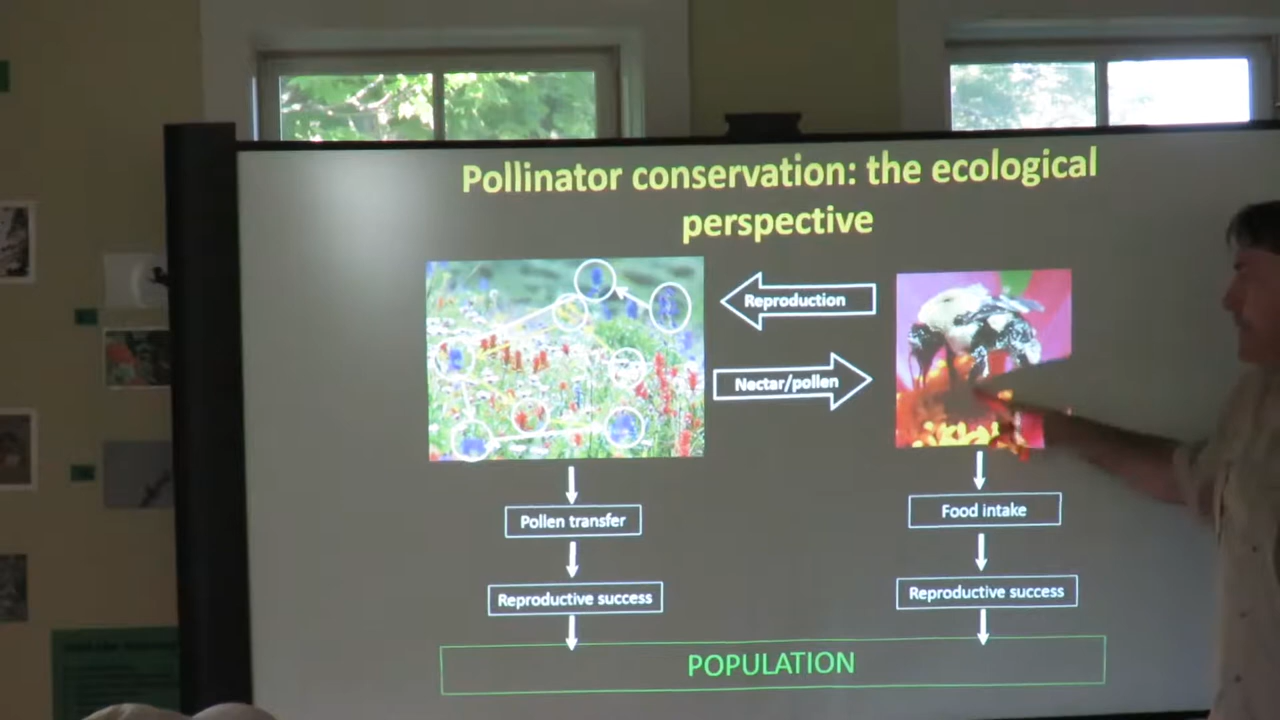 Pollinator conservation: the ecological
perspective
Reproduction
Nectar/pollen
Pollen transfer
Food intake
Reproductive success
Reproductive success
POPULATION